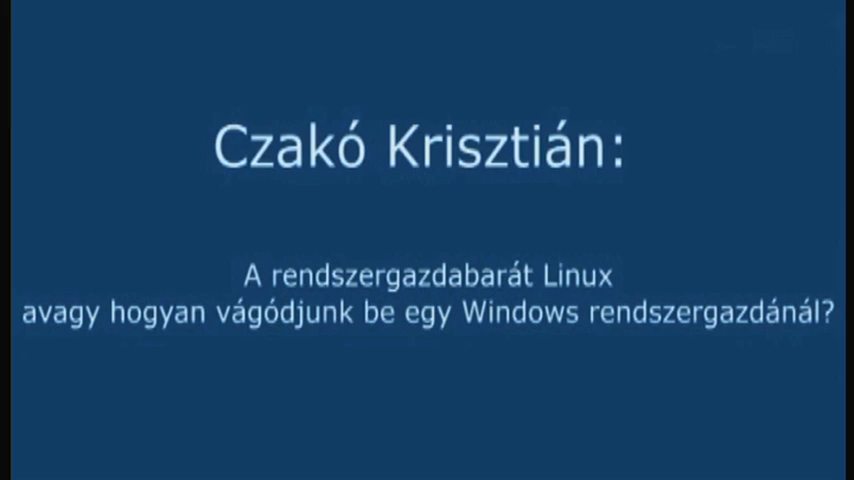 Czakó Krisztián:
A rendszergazdabarát Linux
avagy hogyan vágódjunk be egy Windows rendszergazdánál?